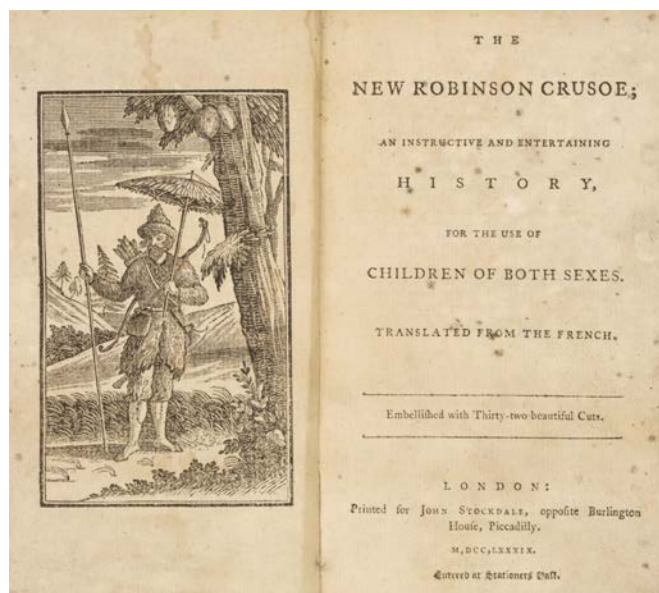 THE
NEW ROBINSON CRUSOE;
AN INSTRUCTIVE AND ENTERTAINING
HISTORY,
FOR THE USE OF
CHILDREN OF BOTH SEXES.
TRANSLATED FROM THE FRENCH.
Embelliſhed with Thirty-two beautiful Cuts.
LONDON:
Printed for JOHN STOCKDALE, oppoſite Burlington
Houſe, Piccadilly.
M,DCC,LXXXIX.
Entered at Stationers Hall.